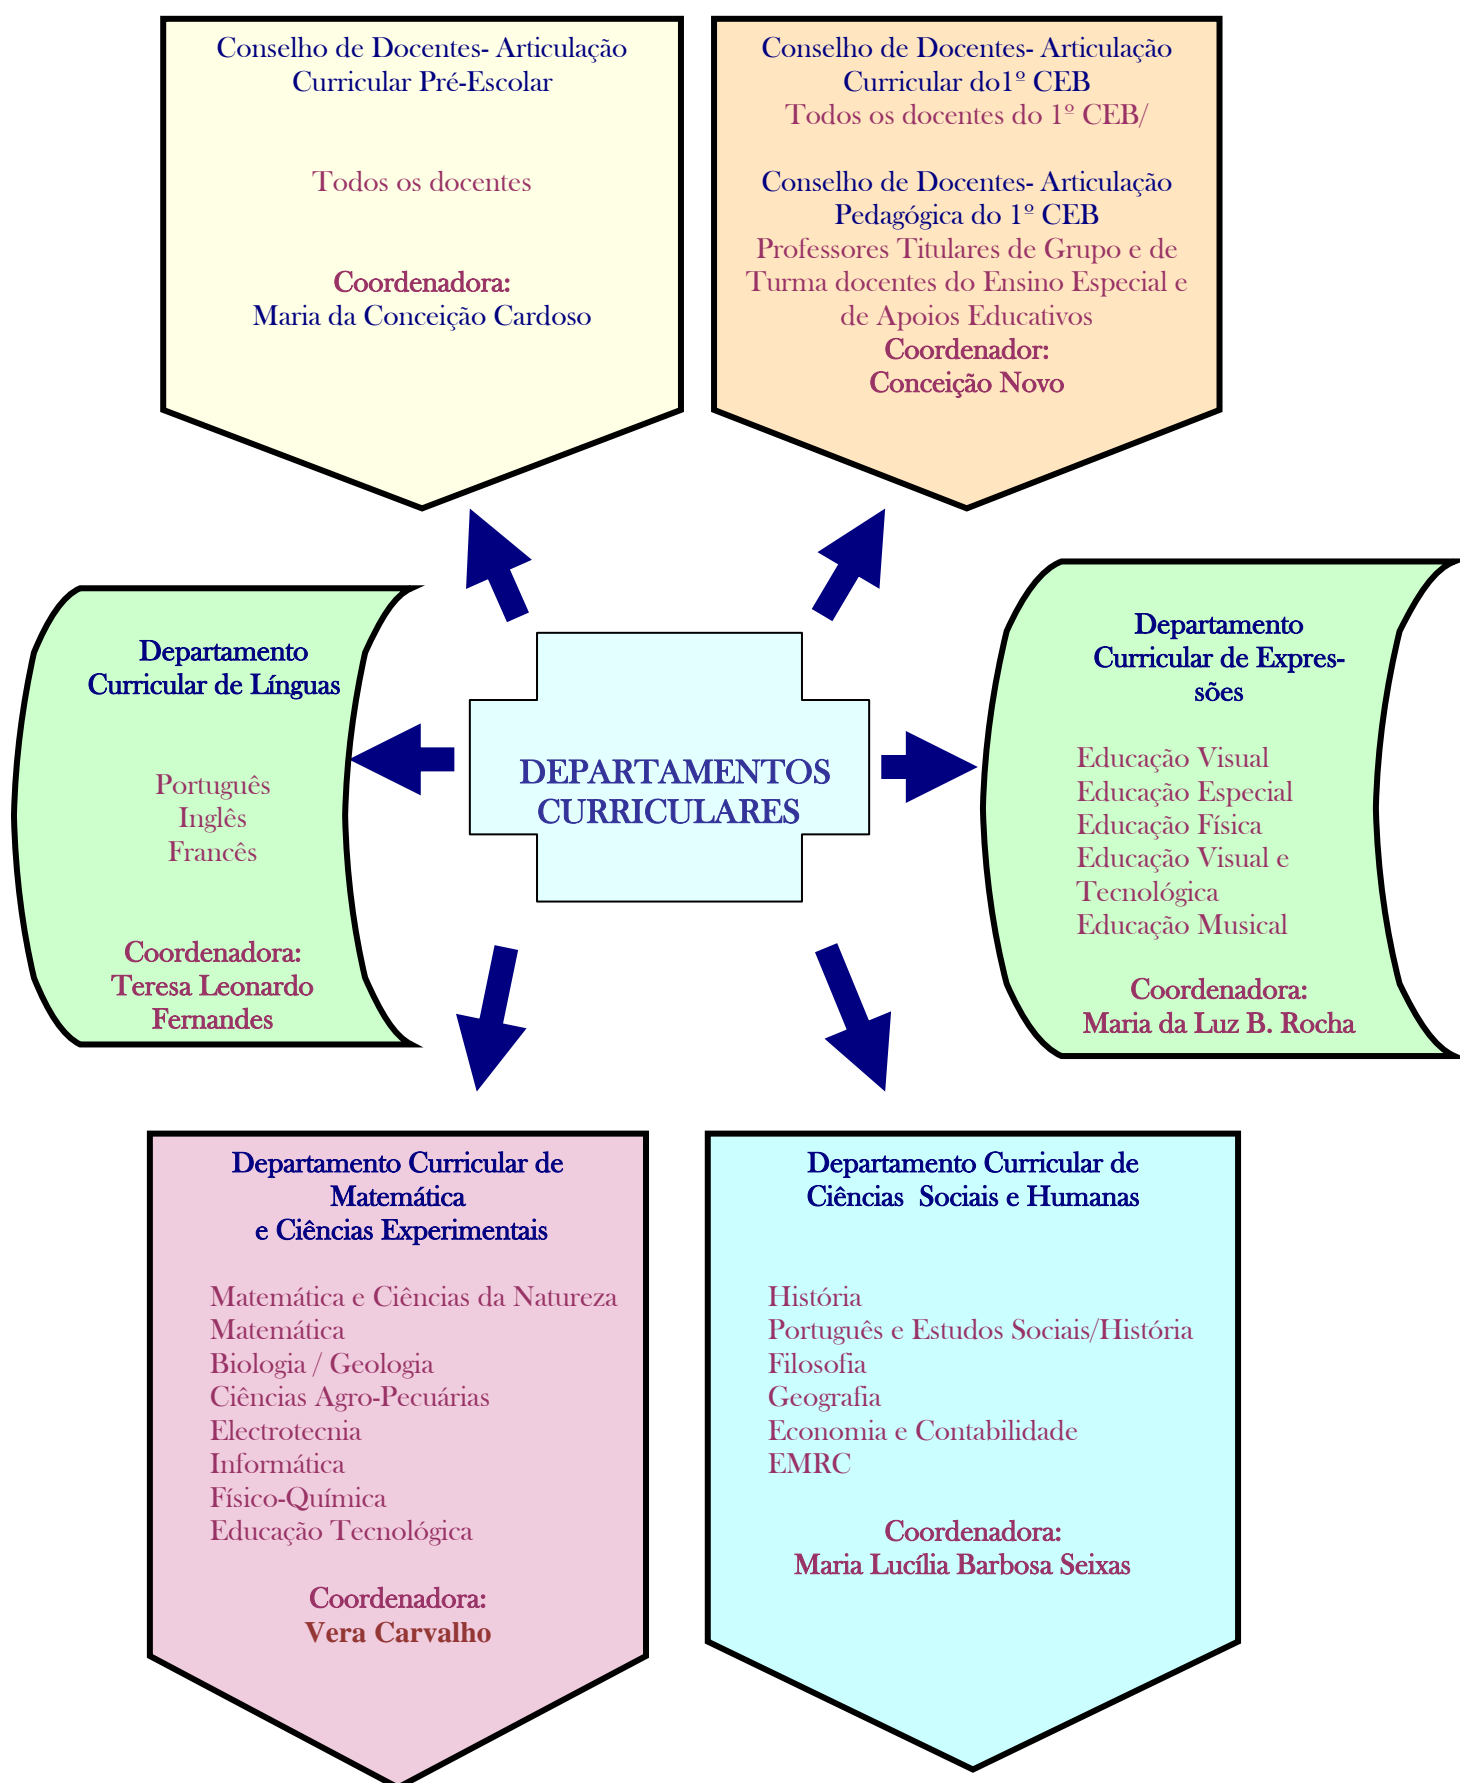 Conselho de Docentes- Articulação
Curricular Pré-Escolar
Todos os docentes
Coordenadora:
Maria da Conceição Cardoso
Conselho de Docentes- Articulação
Curricular do1º CEB
Todos os docentes do 1º CEB/
Conselho de Docentes- Articulação
Pedagógica do 1º CEB
Professores Titulares de Grupo e de
Turma docentes do Ensino Especial e
de Apoios Educativos
Coordenador:
Conceição Novo
Departamento
Curricular de Línguas
Português
Inglês
Francês
Coordenadora:
Teresa Leonardo
Fernandes
DEPARTAMENTOS
CURRICULARES
Departamento
Curricular de Expres-
sões
Educação Visual
Educação Especial
Educação Física
Educação Visual e
Tecnológica
Educação Musical
Coordenadora:
Maria da Luz B. Rocha
Departamento Curricular de
Matemática
e Ciências Experimentais
Matemática e Ciências da Natureza
Matemática
Biologia / Geologia
Ciências Agro-Pecuárias
Electrotecnia
Informática
Físico-Química
Educação Tecnológica
Coordenadora:
Vera Carvalho
Departamento Curricular de
Ciências  Sociais e Humanas
História
Português e Estudos Sociais/História
Filosofia
Geografia
Economia e Contabilidade
EMRC
Coordenadora:
Maria Lucília Barbosa Seixas